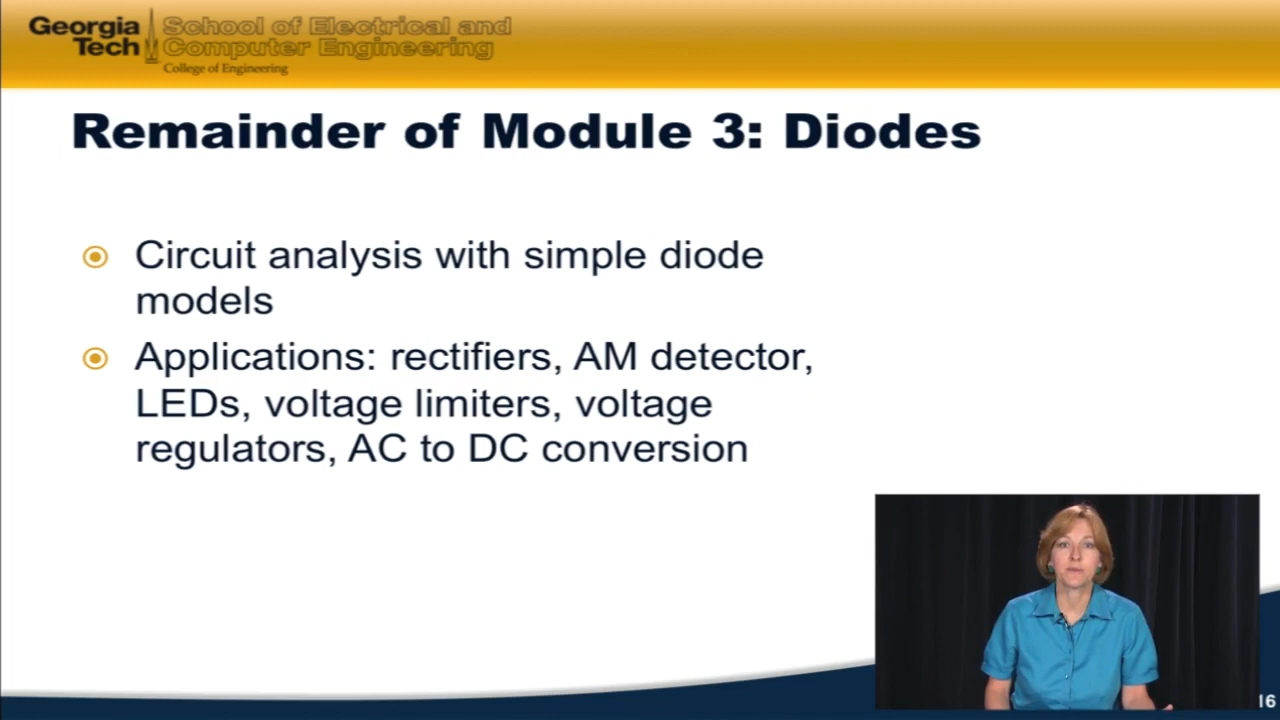 Georgia Tech
School of Electrical and
Computer Engineering
College of Engineering
Remainder of Module 3: Diodes
Circuit analysis with simple diode
models
Applications: rectifiers, AM detector,
LEDs, voltage limiters, voltage
regulators, AC to DC conversion
16